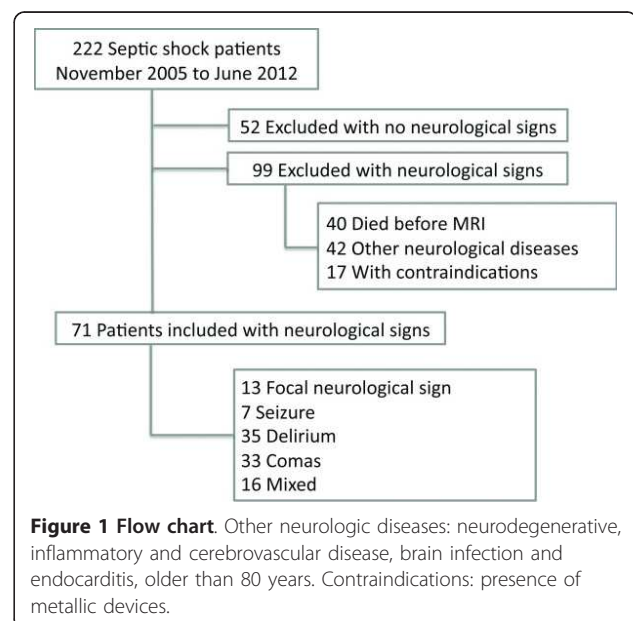 222 Septic shock patients
November 2005 to June 2012
52 Excluded with no neurological signs
99 Excluded with neurological signs
40 Died before MRI
42 Other neurological diseases
17 With contraindications
71 Patients included with neurological signs
13 Focal neurological sign
7 Seizure
35 Delirium
33 Comas
16 Mixed
Figure 1 Flow chart. Other neurologic diseases: neurodegenerative,
inflammatory and cerebrovascular disease, brain infection and
endocarditis, older than 80 years. Contraindications: presence of
metallic devices.